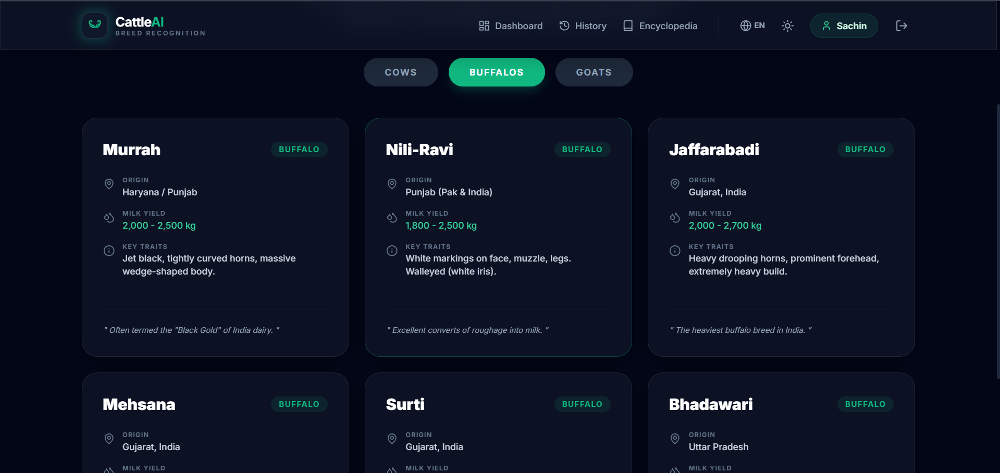 CattleAI
BREED RECOGNITION
Dashboard
History
Encyclopedia
EN
Sachin
COWS
BUFFALOS
GOATS
Murrah
BUFFALO
ORIGIN
Haryana / Punjab
MILK YIELD
2,000 - 2,500 kg
KEY TRAITS
Jet black, tightly curved horns, massive
wedge-shaped body.
" Often termed the "Black Gold" of India dairy. "
Nili-Ravi
BUFFALO
ORIGIN
Punjab (Pak & India)
MILK YIELD
1,800 - 2,500 kg
KEY TRAITS
White markings on face, muzzle, legs.
Walleyed (white iris).
" Excellent converts of roughage into milk. "
Jaffarabadi
BUFFALO
ORIGIN
Gujarat, India
MILK YIELD
2,000 - 2,700 kg
KEY TRAITS
Heavy drooping horns, prominent forehead,
extremely heavy build.
" The heaviest buffalo breed in India. "
Mehsana
BUFFALO
ORIGIN
Gujarat, India
MILK YIELD
Surti
BUFFALO
ORIGIN
Gujarat, India
MILK YIELD
Bhadawari
BUFFALO
ORIGIN
Uttar Pradesh
MILK YIELD